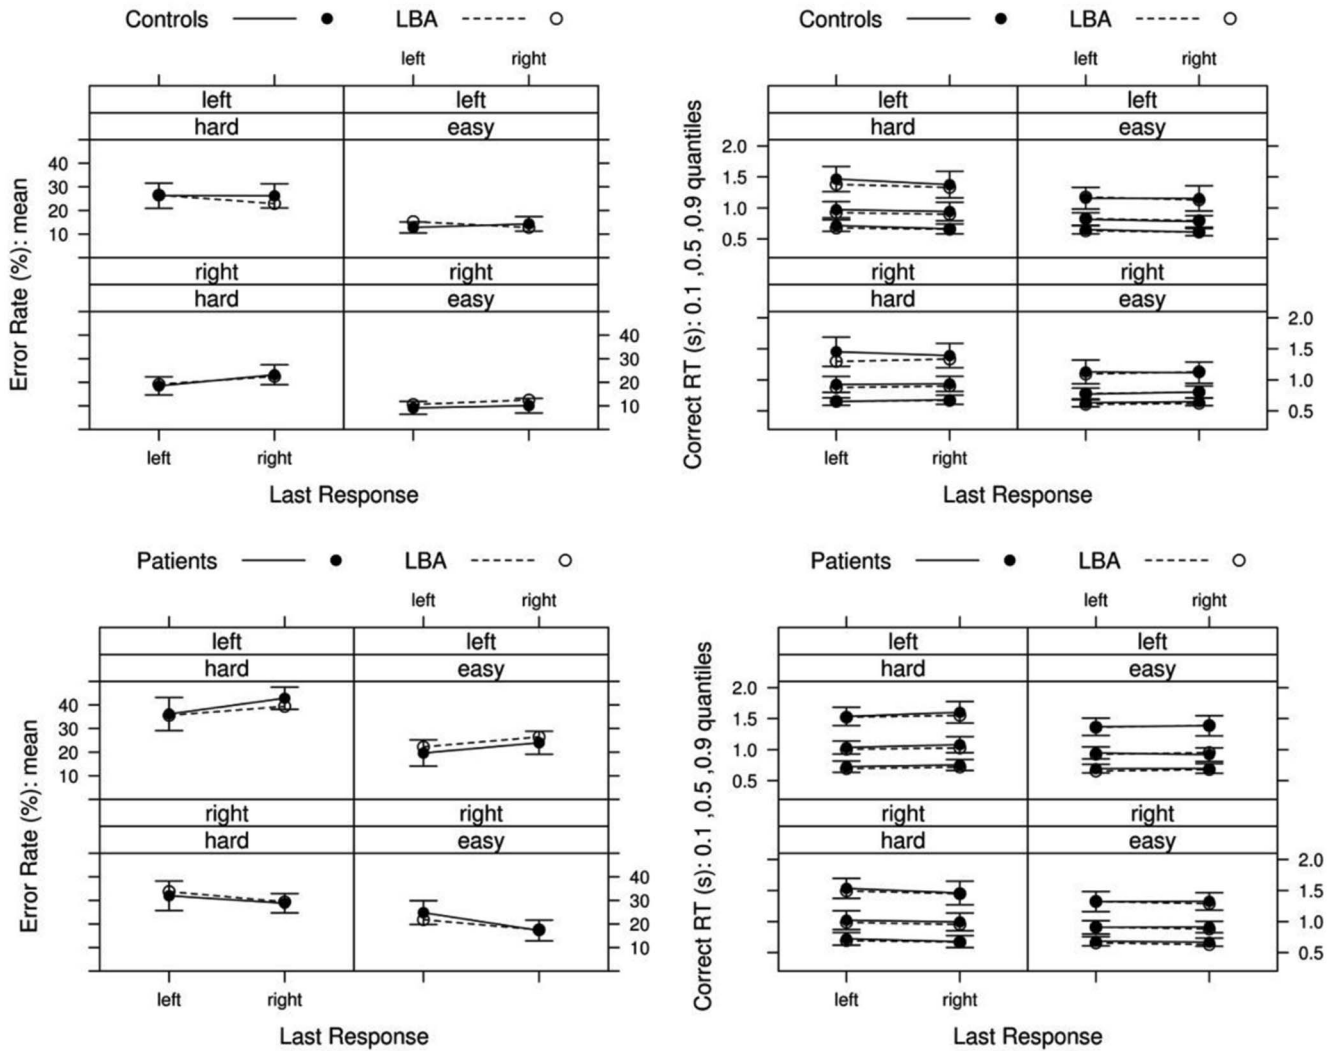 Controls LBA
left right
left left
hard easy
40
30
20
10
right right
hard easy
40
30
20
10
left right
Last Response
Error Rate (%): mean
Controls LBA
left right
left left
hard easy
2.0
1.5
1.0
0.5
right right
hard easy
2.0
1.5
1.0
0.5
left right
Last Response
Correct RT (s): 0.1 ,0.5 ,0.9 quantiles
Patients LBA
left right
left left
hard easy
40
30
20
10
right right
hard easy
40
30
20
10
left right
Last Response
Error Rate (%): mean
Patients LBA
left right
left left
hard easy
2.0
1.5
1.0
0.5
right right
hard easy
2.0
1.5
1.0
0.5
left right
Last Response
Correct RT (s): 0.1 ,0.5 ,0.9 quantiles